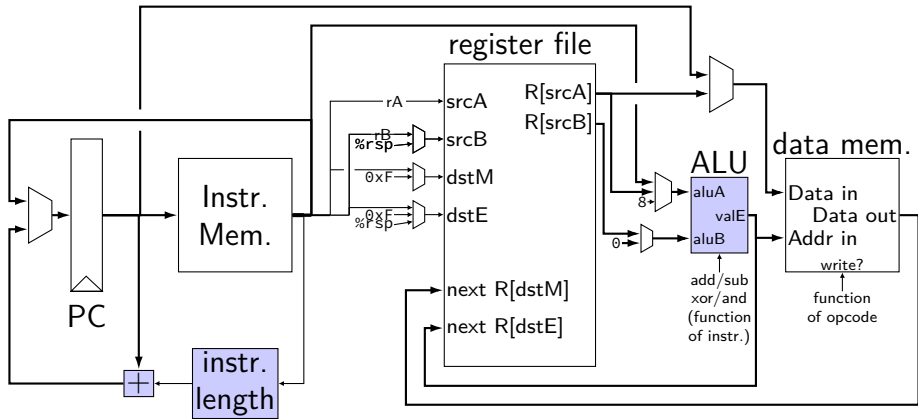 register file
srcA
srcB
dstM
dstE
next R[dstM]
next R[dstE]
R[srcA]
R[srcB]
rA
rB
%rsp
0xF
0xF
%rsp
PC
Instr.
Mem.
instr.
length
+
8
0
ALU
aluA
valE
aluB
add/sub
xor/and
(function
of instr.)
data mem.
Data in
Data out
Addr in
write?
function
of opcode